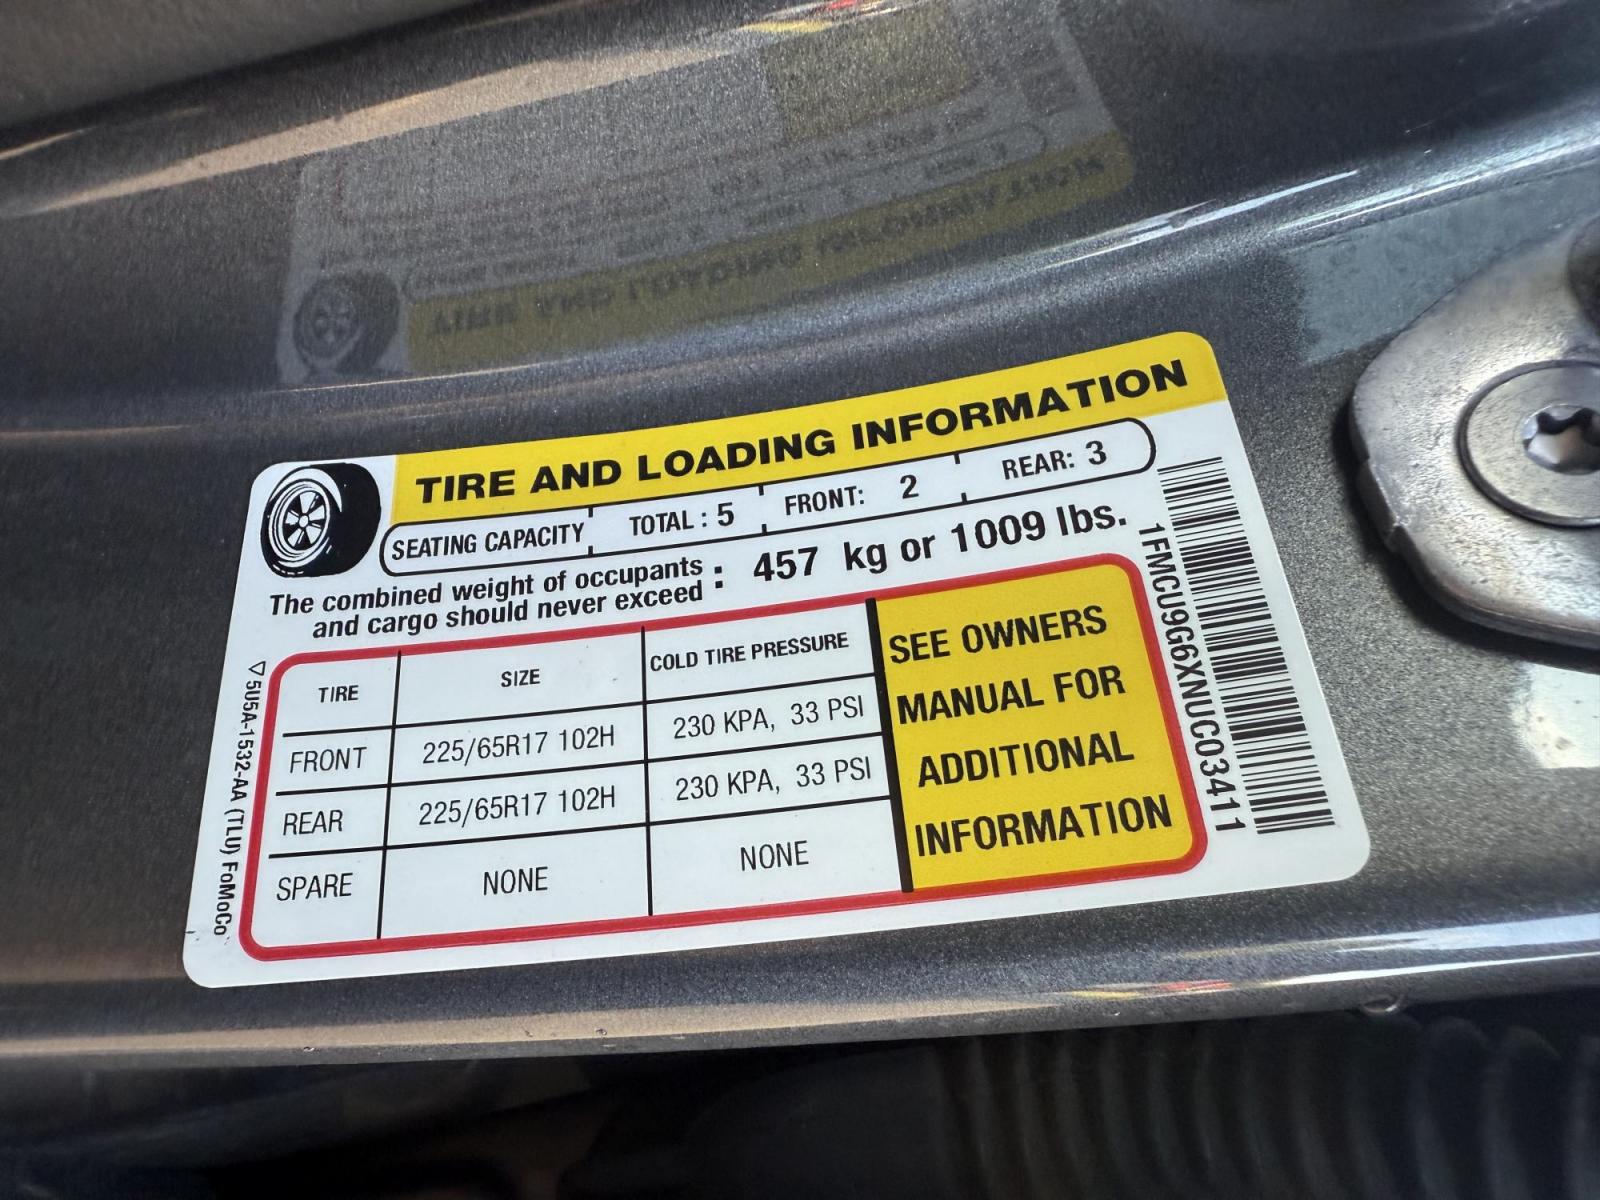 TIRE AND LOADING INFORMATION
SEATING CAPACITY TOTAL : 5 FRONT: 2 REAR: 3
The combined weight of occupants
and cargo should never exceed : 457 kg or 1009 lbs.
TIRE SIZE COLD TIRE PRESSURE
FRONT 225/65R17 102H 230 KPA, 33 PSI
REAR 225/65R17 102H 230 KPA, 33 PSI
SPARE NONE NONE
SEE OWNERS
MANUAL FOR
ADDITIONAL
INFORMATION
1FMCU9G6XNUC03411
5U5A-1532-AA (TLU) FoMoCo